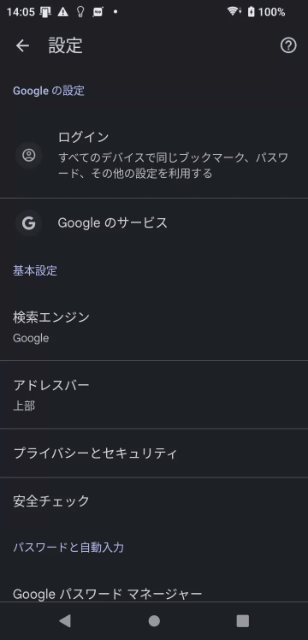 14:05 100%
設定
Google の設定
ログイン
すべてのデバイスで同じブックマーク、パスワ
ード、その他の設定を利用する
G Google のサービス
基本設定
検索エンジン
Google
アドレスバー
上部
プライバシーとセキュリティ
安全チェック
パスワードと自動入力
Google パスワード マネージャー